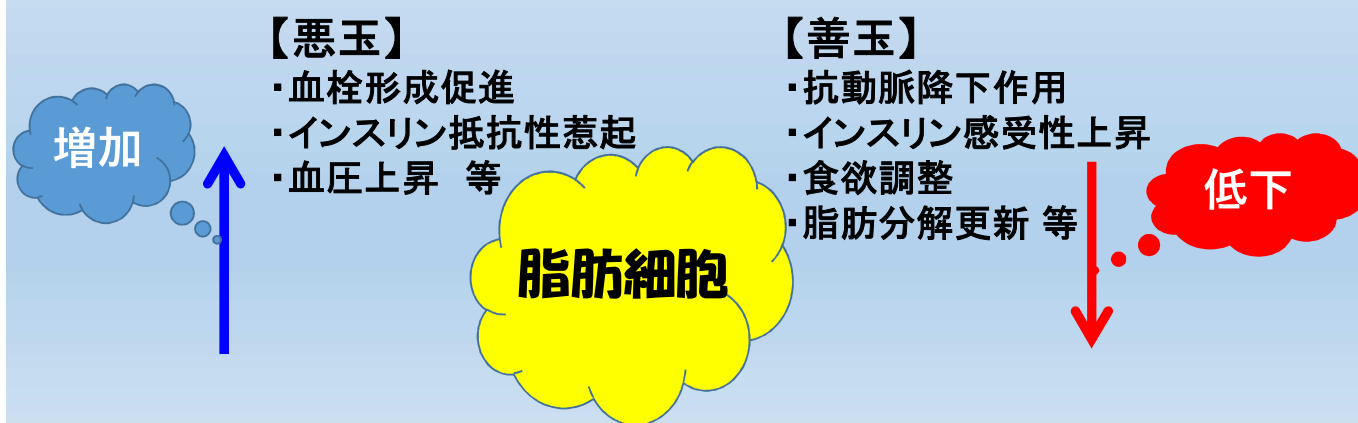 【悪玉】
・血栓形成促進
・インスリン抵抗性惹起
・血圧上昇　等
増加
【善玉】
・抗動脈降下作用
・インスリン感受性上昇
・食欲調整
・脂肪分解更新 等
低下
脂肪細胞